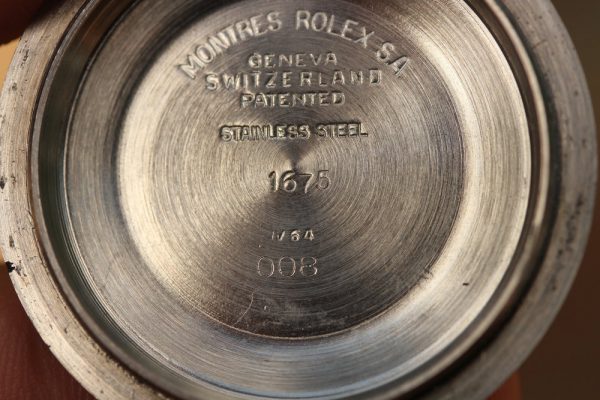 MONTRES ROLEX-S.A
GENEVA
SWITZERLAND
PATENTED
STAINLESS STEEL
1675
I/64
008